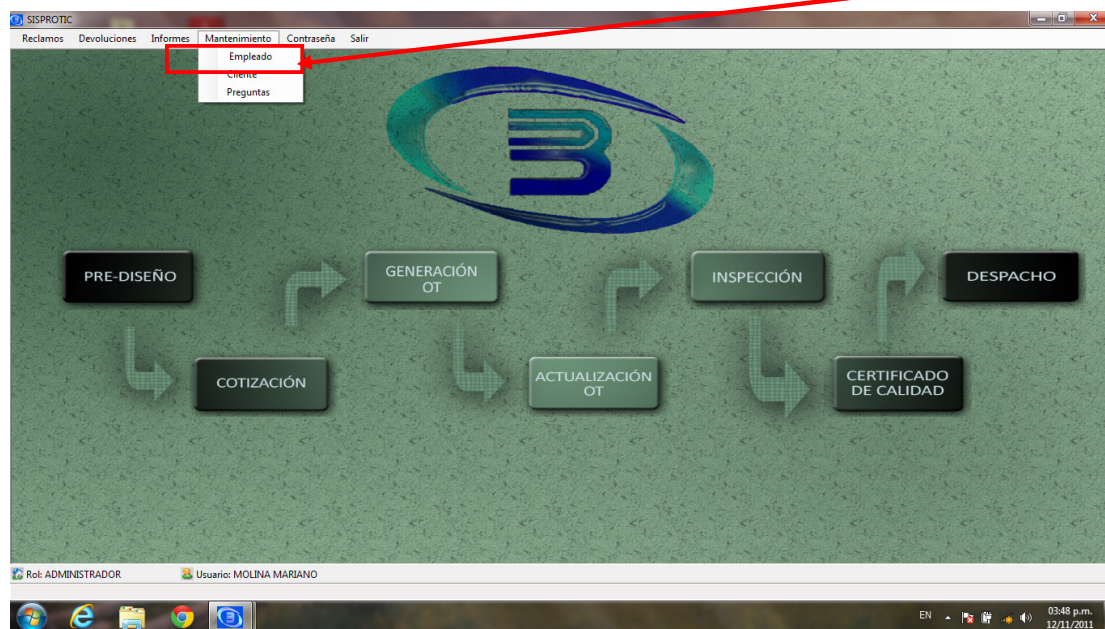 SISPROTIC
Reclamos Devoluciones Informes Mantenimiento Contraseña Salir
Empleado
Cliente
Preguntas
PRE-DISEÑO
GENERACIÓN
OT
INSPECCIÓN
DESPACHO
COTIZACIÓN
ACTUALIZACIÓN
OT
CERTIFICADO
DE CALIDAD
Rol: ADMINISTRADOR Usuario: MOLINA MARIANO
EN 03:48 p.m.
12/11/2011